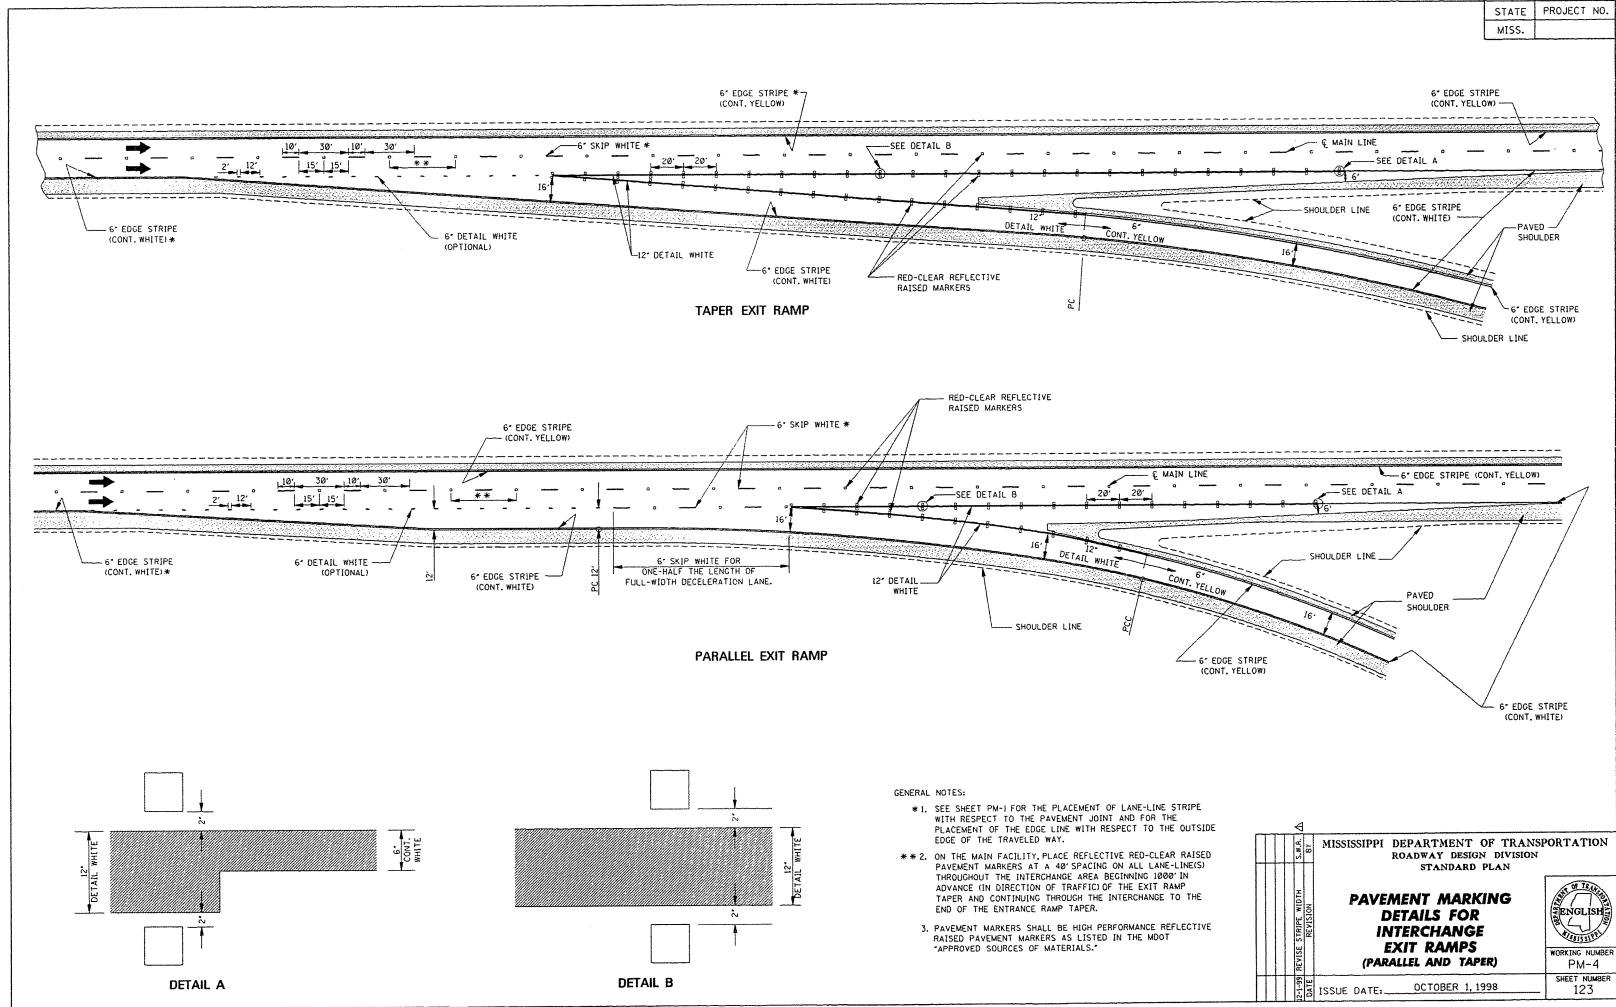 STATE PROJECT NO.
MISS.
6" EDGE STRIPE *
(CONT. YELLOW)
6" EDGE STRIPE
(CONT. YELLOW)
6" SKIP WHITE *
SEE DETAIL B
℄ MAIN LINE
SEE DETAIL A
10' 30' 10' 30'
2' 12' 15' 15' * * 20' 20'
16'
6'
6" EDGE STRIPE
(CONT. WHITE) *
6" DETAIL WHITE
(OPTIONAL)
12" DETAIL WHITE
6" EDGE STRIPE
(CONT. WHITE)
RED-CLEAR REFLECTIVE
RAISED MARKERS
12"
DETAIL WHITE
6"
CONT. YELLOW
PC
16'
SHOULDER LINE
6" EDGE STRIPE
(CONT. WHITE)
PAVED
SHOULDER
6" EDGE STRIPE
(CONT. YELLOW)
SHOULDER LINE
TAPER EXIT RAMP
RED-CLEAR REFLECTIVE
RAISED MARKERS
6" EDGE STRIPE
(CONT. YELLOW)
6" SKIP WHITE *
℄ MAIN LINE
6" EDGE STRIPE (CONT. YELLOW)
10' 30' 10' 30'
2' 12' 15' 15' * *
SEE DETAIL B
20' 20'
SEE DETAIL A
6'
16'
6" EDGE STRIPE
(CONT. WHITE) *
6" DETAIL WHITE
(OPTIONAL)
12'
6" EDGE STRIPE
(CONT. WHITE)
PC 12'
6" SKIP WHITE FOR
ONE-HALF THE LENGTH OF
FULL-WIDTH DECELERATION LANE.
12" DETAIL
WHITE
16'
12"
DETAIL WHITE
6"
CONT. YELLOW
SHOULDER LINE
PCC
SHOULDER LINE
PAVED
SHOULDER
16'
6" EDGE STRIPE
(CONT. YELLOW)
6" EDGE STRIPE
(CONT. WHITE)
PARALLEL EXIT RAMP
2'
12"
DETAIL WHITE
6"
CONT.
WHITE
2'
DETAIL A
2'
12"
DETAIL WHITE
2'
DETAIL B
GENERAL NOTES:
* 1. SEE SHEET PM-1 FOR THE PLACEMENT OF LANE-LINE STRIPE
WITH RESPECT TO THE PAVEMENT JOINT AND FOR THE
PLACEMENT OF THE EDGE LINE WITH RESPECT TO THE OUTSIDE
EDGE OF THE TRAVELED WAY.
* * 2. ON THE MAIN FACILITY, PLACE REFLECTIVE RED-CLEAR RAISED
PAVEMENT MARKERS AT A 40' SPACING ON ALL LANE-LINE(S)
THROUGHOUT THE INTERCHANGE AREA BEGINNING 1000' IN
ADVANCE (IN DIRECTION OF TRAFFIC) OF THE EXIT RAMP
TAPER AND CONTINUING THROUGH THE INTERCHANGE TO THE
END OF THE ENTRANCE RAMP TAPER.
3. PAVEMENT MARKERS SHALL BE HIGH PERFORMANCE REFLECTIVE
RAISED PAVEMENT MARKERS AS LISTED IN THE MDOT
"APPROVED SOURCES OF MATERIALS."
12-1-99 REVISE STRIPE WIDTH S.W.R.
DATE REVISION BY
MISSISSIPPI DEPARTMENT OF TRANSPORTATION
ROADWAY DESIGN DIVISION
STANDARD PLAN
PAVEMENT MARKING
DETAILS FOR
INTERCHANGE
EXIT RAMPS
(PARALLEL AND TAPER)
ISSUE DATE: OCTOBER 1, 1998
DEPARTMENT OF TRANSPORTATION
ENGLISH
MISSISSIPPI
WORKING NUMBER
PM-4
SHEET NUMBER
123